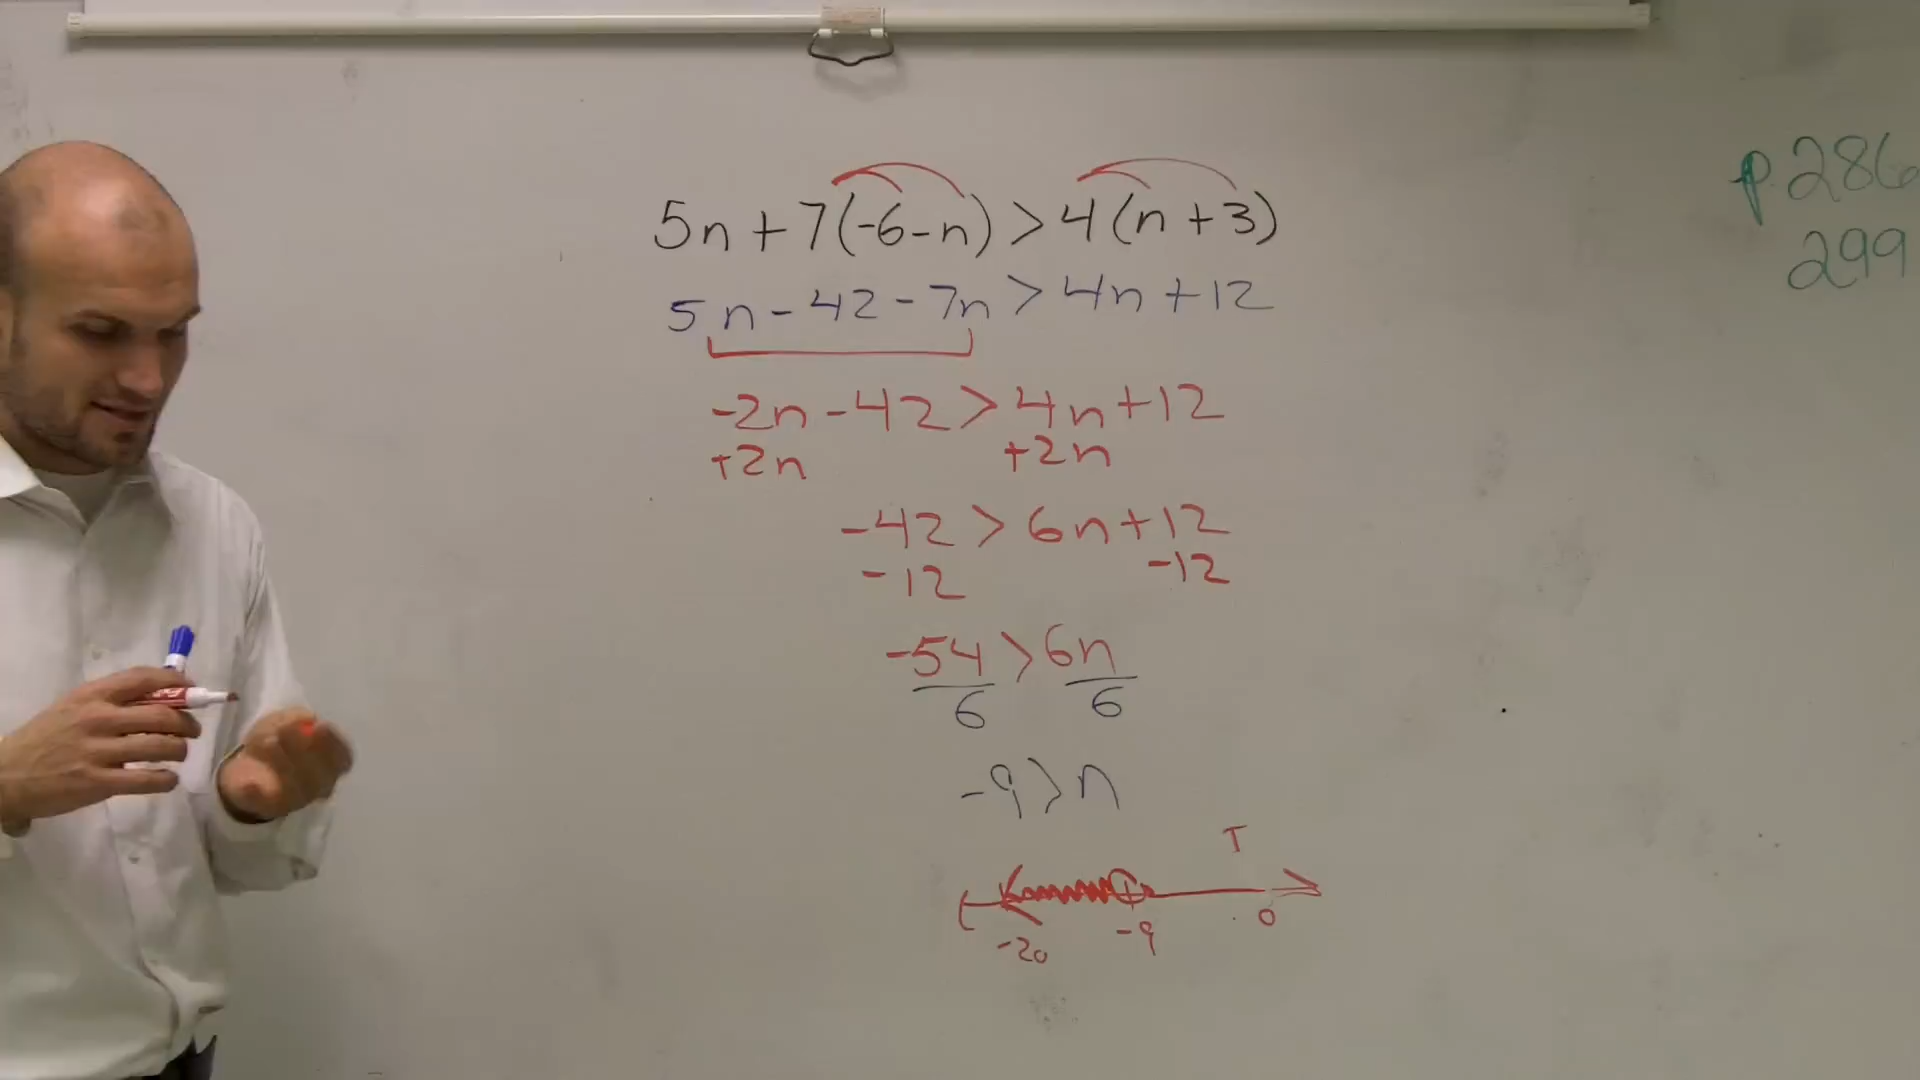 5n + 7(-6-n) > 4(n+3)
5n - 42 - 7n > 4n + 12
-2n - 42 > 4n + 12
+2n +2n
-42 > 6n + 12
-12 -12
-54 > 6n
6 6
-9 > n
T
-20 -9 0
p.286
299